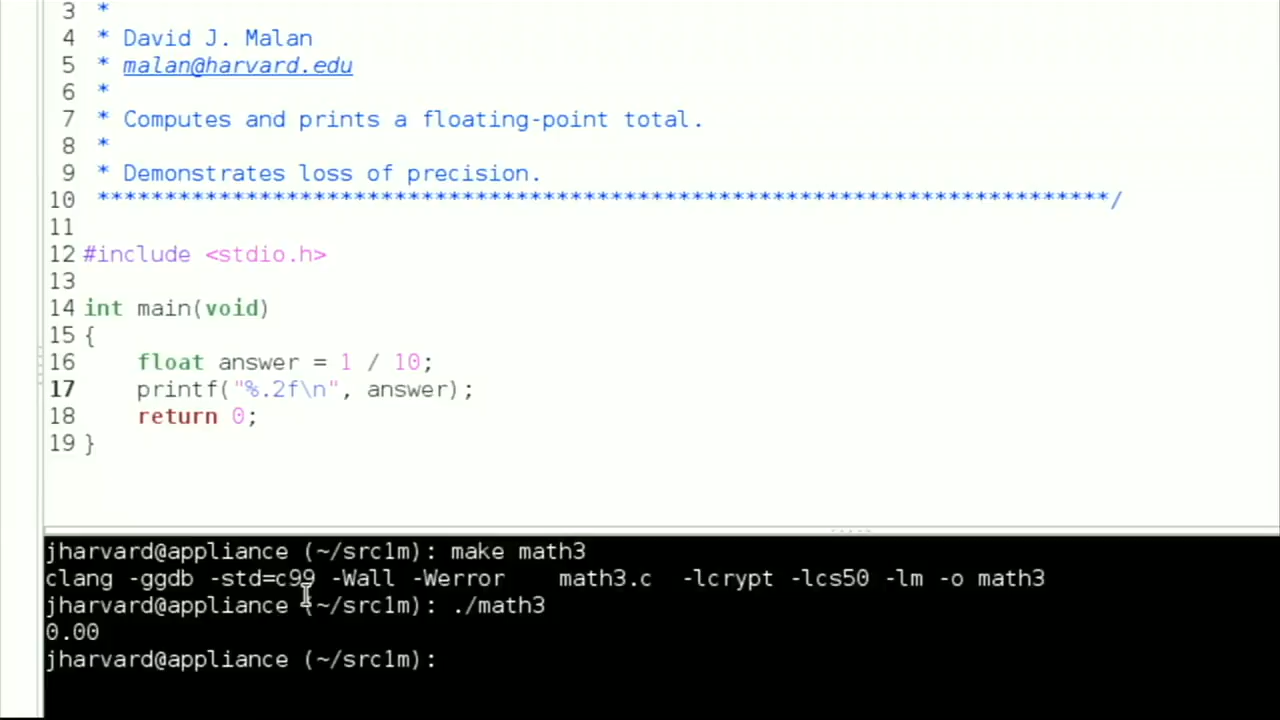 3 *
4 * David J. Malan
5 * malan@harvard.edu
6 *
7 * Computes and prints a floating-point total.
8 *
9 * Demonstrates loss of precision.
10 ***************************************************************************/
11
12 #include <stdio.h>
13
14 int main(void)
15 {
16     float answer = 1 / 10;
17     printf("%.2f\n", answer);
18     return 0;
19 }
jharvard@appliance (~/src1m): make math3
clang -ggdb -std=c99 -Wall -Werror    math3.c  -lcrypt -lcs50 -lm -o math3
jharvard@appliance (~/src1m): ./math3
0.00
jharvard@appliance (~/src1m):